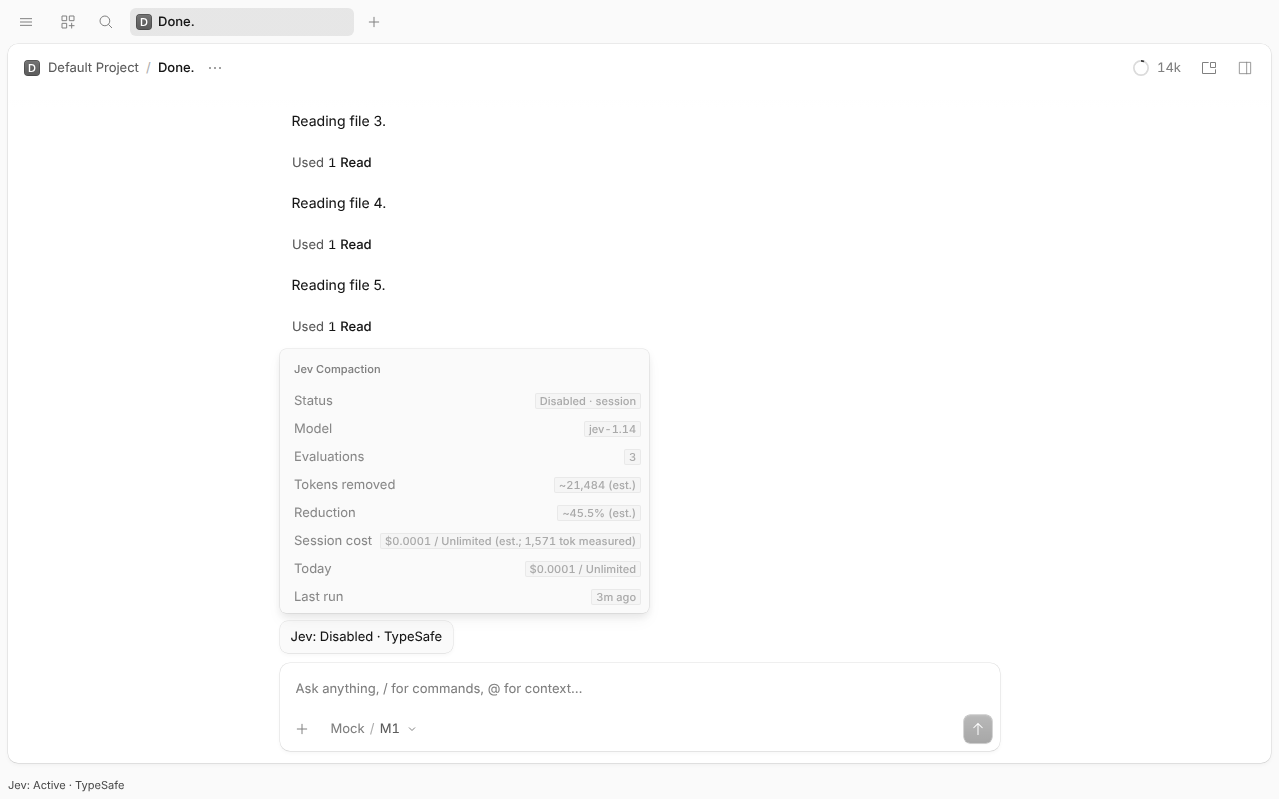 D Done.
D Default Project / Done. ··· 14k
Reading file 3.
Used 1 Read
Reading file 4.
Used 1 Read
Reading file 5.
Used 1 Read
Jev Compaction
Status Disabled · session
Model jev-1.14
Evaluations 3
Tokens removed ~21,484 (est.)
Reduction ~45.5% (est.)
Session cost $0.0001 / Unlimited (est.; 1,571 tok measured)
Today $0.0001 / Unlimited
Last run 3m ago
Jev: Disabled · TypeSafe
Ask anything, / for commands, @ for context...
Mock / M1
Jev: Active · TypeSafe